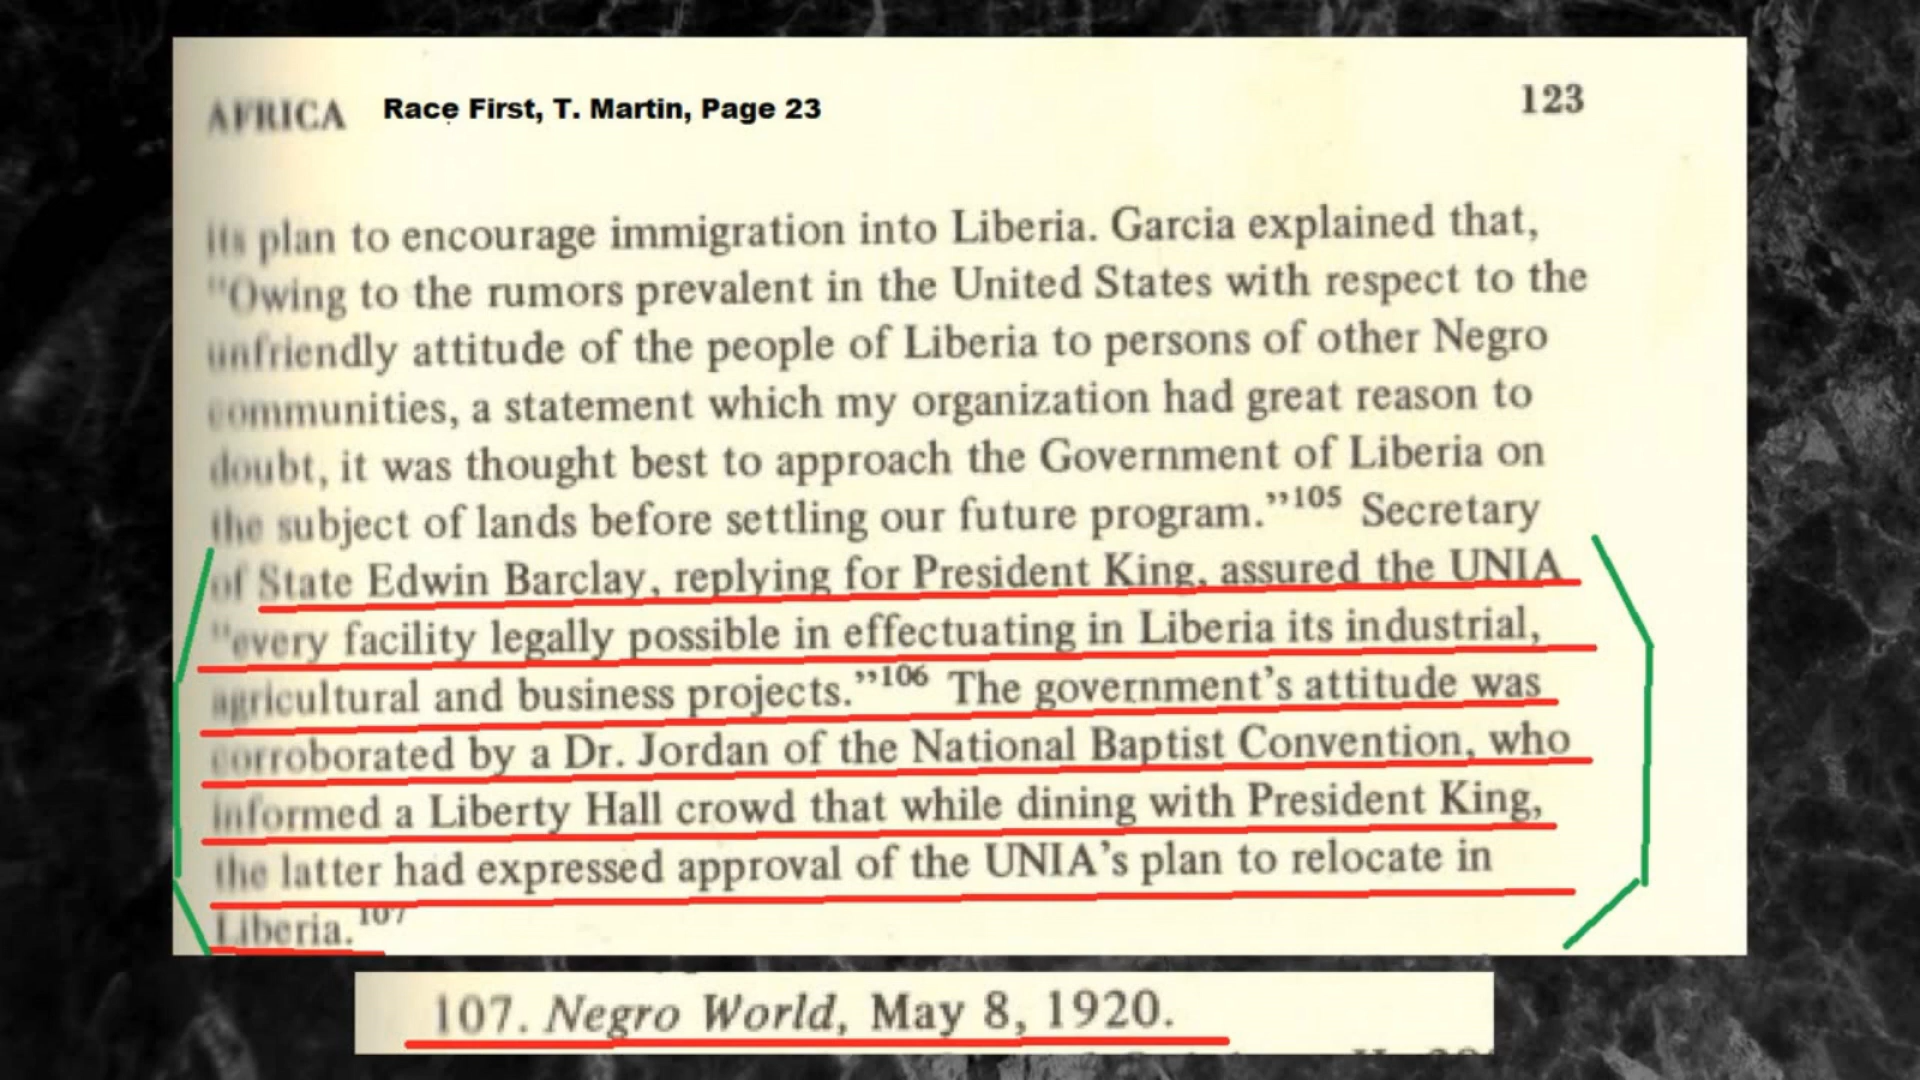 AFRICA Race First, T. Martin, Page 23 123
its plan to encourage immigration into Liberia. Garcia explained that,
"Owing to the rumors prevalent in the United States with respect to the
unfriendly attitude of the people of Liberia to persons of other Negro
communities, a statement which my organization had great reason to
doubt, it was thought best to approach the Government of Liberia on
the subject of lands before settling our future program."105 Secretary
of State Edwin Barclay, replying for President King, assured the UNIA
"every facility legally possible in effectuating in Liberia its industrial,
agricultural and business projects."106 The government's attitude was
corroborated by a Dr. Jordan of the National Baptist Convention, who
informed a Liberty Hall crowd that while dining with President King,
the latter had expressed approval of the UNIA's plan to relocate in
Liberia.107
107. Negro World, May 8, 1920.